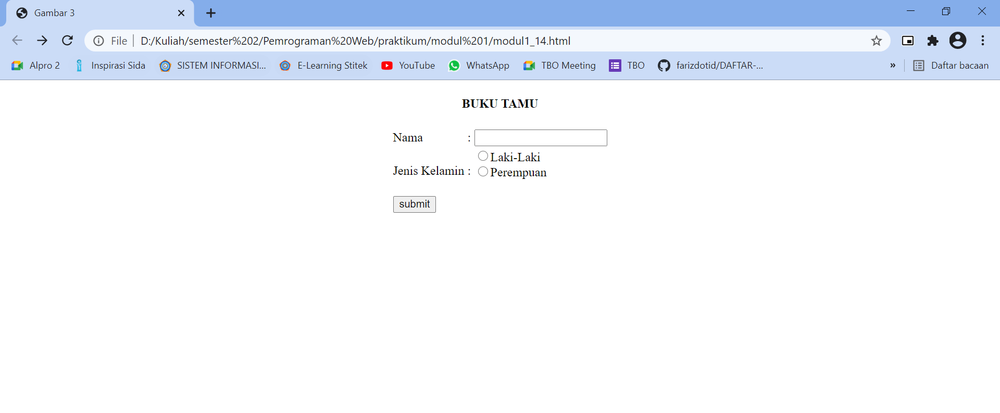 Gambar 3
File D:/Kuliah/semester%202/Pemrograman%20Web/praktikum/modul%201/modul1_14.html
Alpro 2 Inspirasi Sida SISTEM INFORMASI... E-Learning Stitek YouTube WhatsApp TBO Meeting TBO farizdotid/DAFTAR-... » Daftar bacaan
BUKU TAMU
Nama :
Laki-Laki
Jenis Kelamin : Perempuan
submit